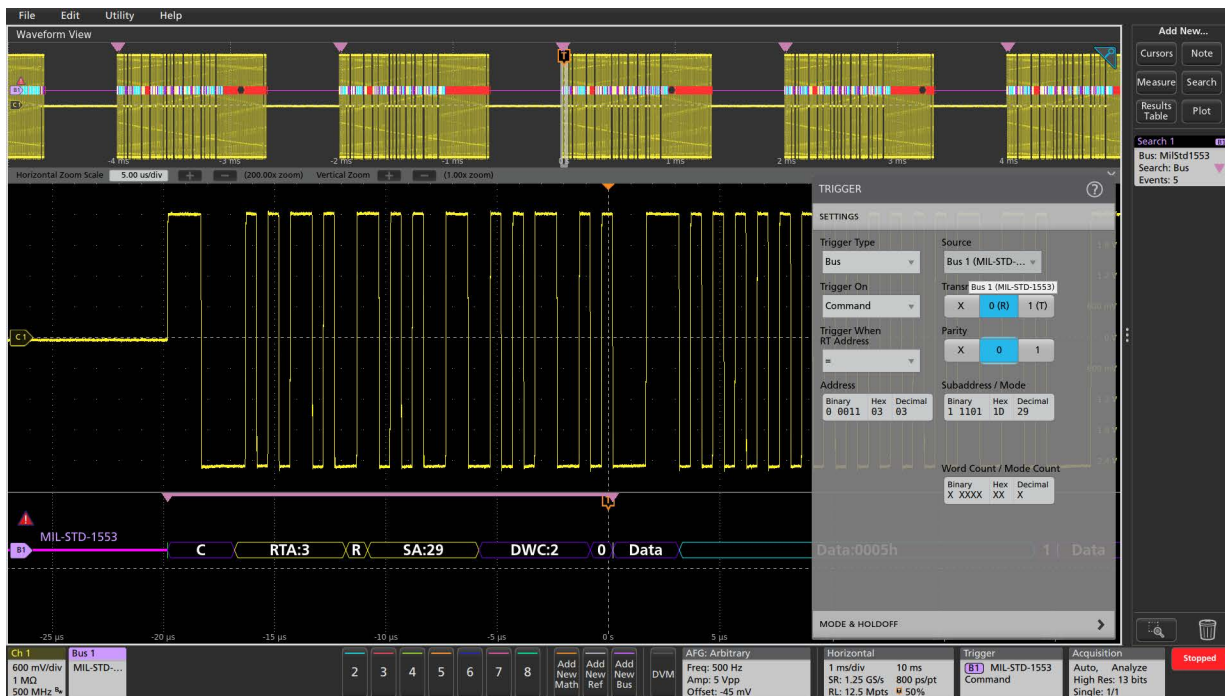 File Edit Utility Help
Waveform View
Add New...
Cursors Note
Measure Search
Results Table Plot
T
B1
C1
-4 ms -3 ms -2 ms 1 ms 2 ms 3 ms 4 ms
Search 1 B1
Bus: MilStd1553
Search: Bus
Events: 5
Horizontal Zoom Scale 5.00 us/div (200.00x zoom) Vertical Zoom (1.00x zoom)
TRIGGER ?
SETTINGS
Trigger Type Source
Bus Bus 1 (MIL-STD-...
Trigger On Transr Bus 1 (MIL-STD-1553)
Command X 0 (R) 1 (T)
Trigger When
RT Address Parity
= X 0 1
Address Subaddress / Mode
Binary Hex Decimal Binary Hex Decimal
0 0011 03 03 1 1101 1D 29
Word Count / Mode Count
Binary Hex Decimal
X XXXX XX X
MODE & HOLDOFF
C 1
T
MIL-STD-1553
B1 C RTA:3 R SA:29 DWC:2 0 Data Data:0005h 1 Data
-25 µs -20 µs -15 µs -10 µs -5 µs 0 s 5 µs
Ch 1
600 mV/div
1 MΩ
500 MHz
Bus 1
MIL-STD-...
2 3 4 5 6 7 8
Add New Math
Add New Ref
Add New Bus
DVM
AFG: Arbitrary
Freq: 500 Hz
Amp: 5 Vpp
Offset: -45 mV
Horizontal
1 ms/div 10 ms
SR: 1.25 GS/s 800 ps/pt
RL: 12.5 Mpts 50%
Trigger
B1 MIL-STD-1553
Command
Acquisition
Auto, Analyze
High Res: 13 bits
Single: 1/1
Stopped